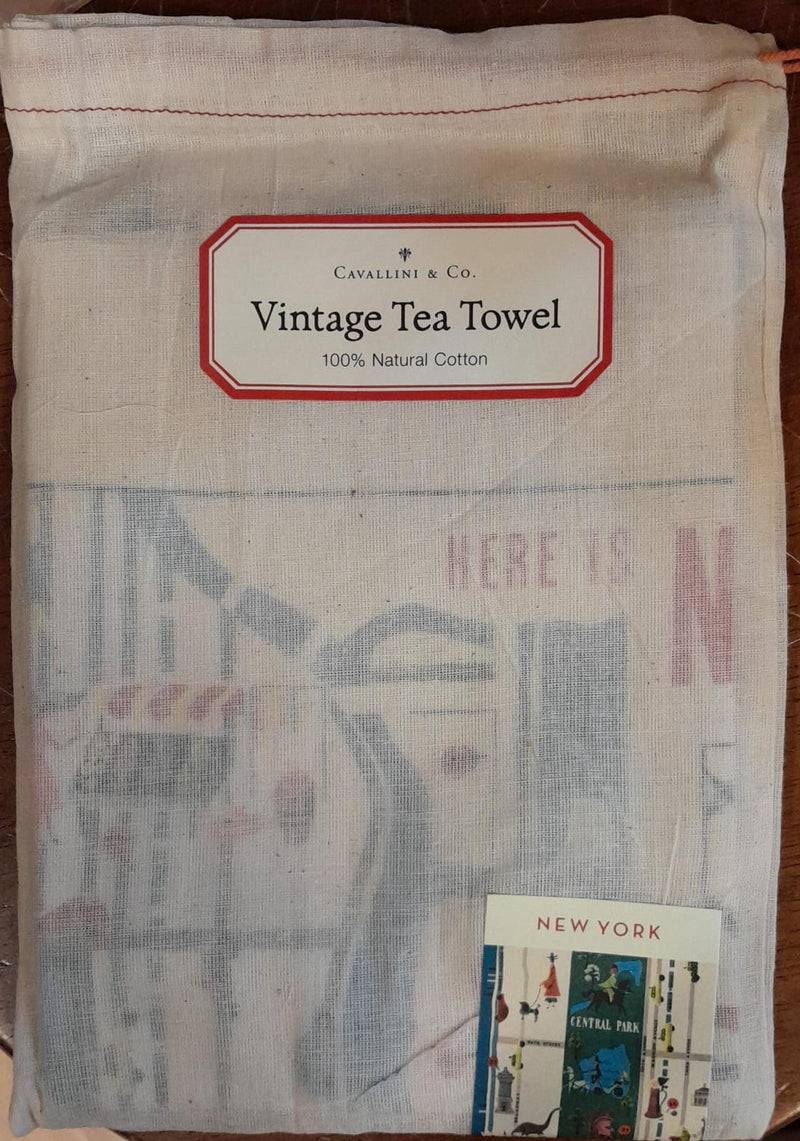 CAVALLINI & CO.
Vintage Tea Towel
100% Natural Cotton
HERE IS N
NEW YORK
CENTRAL PARK